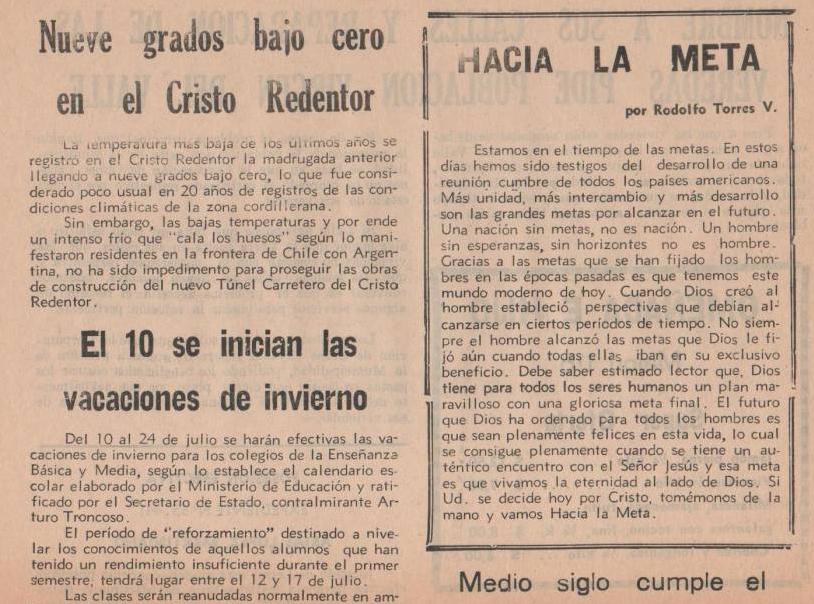 Nueve grados bajo cero
en el Cristo Redentor
La temperatura más baja de los últimos años se
registró en el Cristo Redentor la madrugada anterior
llegando a nueve grados bajo cero, lo que fue consi-
derado poco usual en 20 años de registros de las con-
diciones climáticas de la zona cordillerana.
Sin embargo, las bajas temperaturas y por ende
un intenso frío que "cala los huesos" según lo mani-
festaron residentes en la frontera de Chile con Argen-
tina, no ha sido impedimento para proseguir las obras
de construcción del nuevo Túnel Carretero del Cristo
Redentor.
El 10 se inician las
vacaciones de invierno
Del 10 al 24 de julio se harán efectivas las va-
caciones de invierno para los colegios de la Enseñanza
Básica y Media, según lo establece el calendario es-
colar elaborado por el Ministerio de Educación y rati-
ficado por el Secretario de Estado, contralmirante Ar-
turo Troncoso.
El período de "reforzamiento" destinado a nive-
lar los conocimientos de aquellos alumnos que han
tenido un rendimiento insuficiente durante el primer
semestre, tendrá lugar entre el 12 y 17 de julio.
Las clases serán reanudadas normalmente en am-
HACIA LA META
por Rodolfo Torres V.
Estamos en el tiempo de las metas. En estos
días hemos sido testigos del desarrollo de una
reunión cumbre de todos los países americanos.
Más unidad, más intercambio y más desarrollo
son las grandes metas por alcanzar en el futuro.
Una nación sin metas, no es nación. Un hombre
sin esperanzas, sin horizontes no es hombre.
Gracias a las metas que se han fijado los hom-
bres en las épocas pasadas es que tenemos este
mundo moderno de hoy. Cuando Dios creó al
hombre estableció perspectivas que debían al-
canzarse en ciertos períodos de tiempo. No siem-
pre el hombre alcanzó las metas que Dios le fi-
jó aún cuando todas ellas iban en su exclusivo
beneficio. Debe saber estimado lector que, Dios
tiene para todos los seres humanos un plan ma-
ravilloso con una gloriosa meta final. El futuro
que Dios ha ordenado para todos los hombres es
que sean plenamente felices en esta vida, lo cual
se consigue plenamente cuando se tiene un au-
téntico encuentro con el Señor Jesús y esa meta
es que vivamos la eternidad al lado de Dios. Si
Ud. se decide hoy por Cristo, tomémonos de la
mano y vamos Hacia la Meta.
Medio siglo cumple el